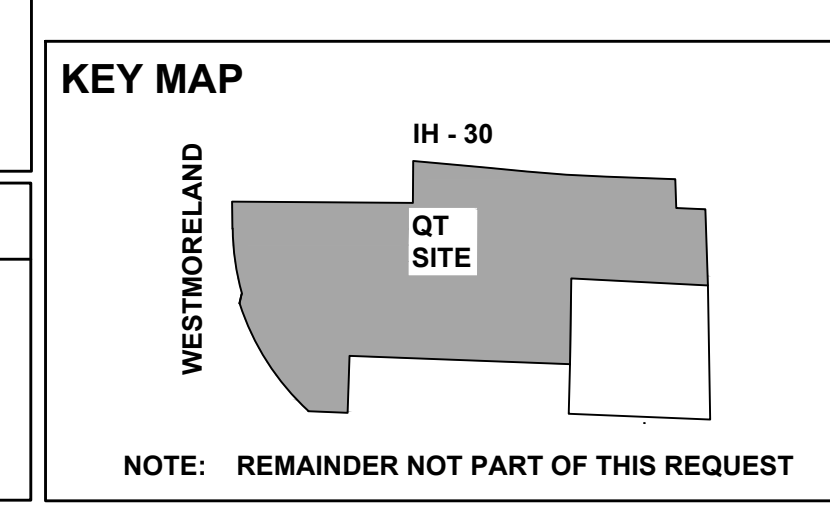 KEY MAP
IH - 30
WESTMORELAND
QT
SITE
NOTE: REMAINDER NOT PART OF THIS REQUEST